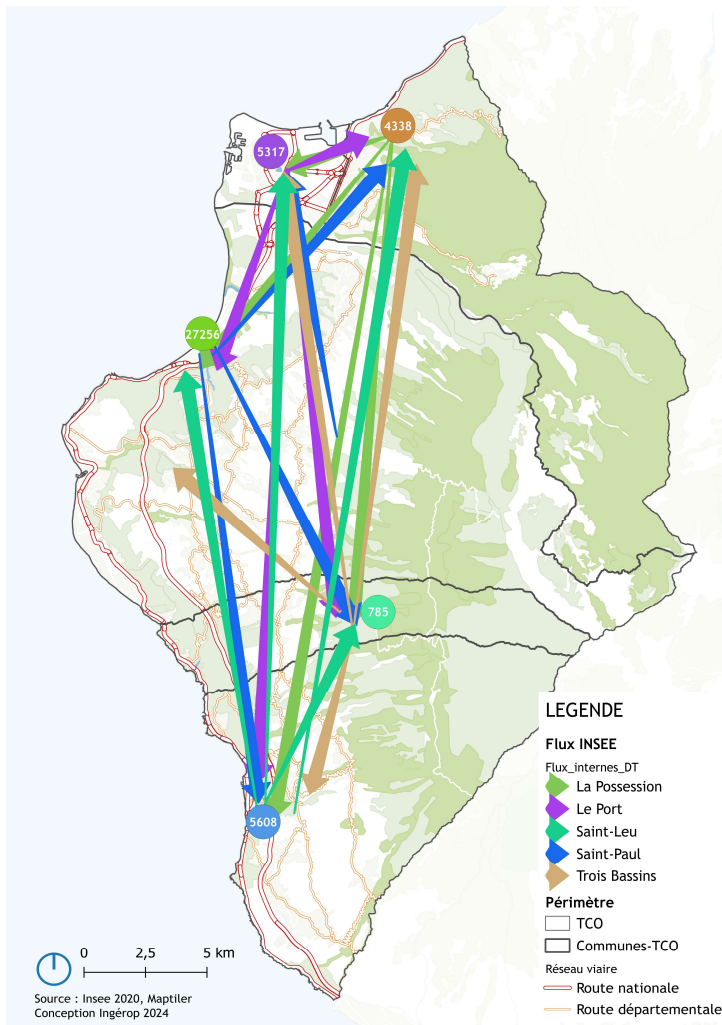 4338
5317
27256
785
5608
LEGENDE
Flux INSEE
Flux_internes_DT
La Possession
Le Port
Saint-Leu
Saint-Paul
Trois Bassins
Périmètre
TCO
Communes-TCO
Réseau viaire
Route nationale
Route départementale
0 2,5 5 km
Source : Insee 2020, Maptiler
Conception Ingérop 2024